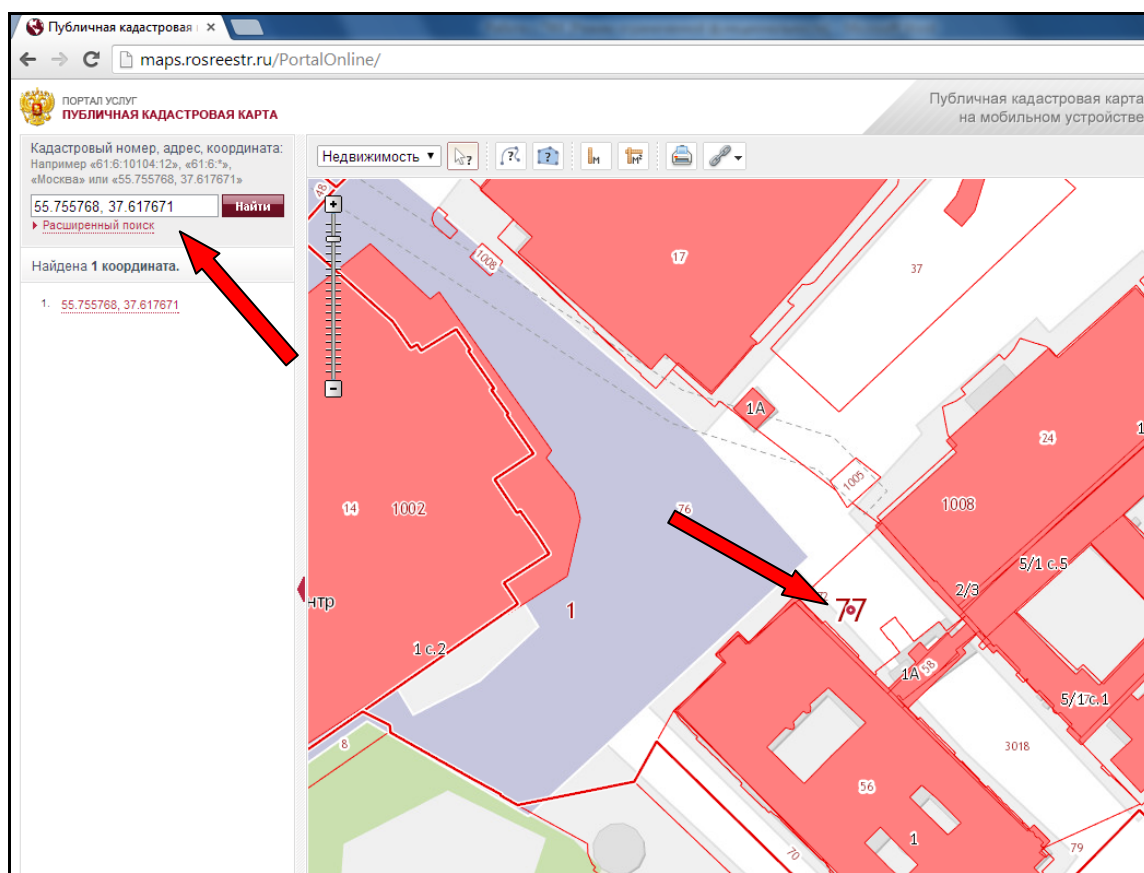 Публичная кадастровая
maps.rosreestr.ru/PortalOnline/
ПОРТАЛ УСЛУГ
ПУБЛИЧНАЯ КАДАСТРОВАЯ КАРТА
Публичная кадастровая карта
на мобильном устройстве
Кадастровый номер, адрес, координата:
Например «61:6:10104:12», «61:6:*»,
«Москва» или «55.755768, 37.617671»
55.755768, 37.617671 Найти
Расширенный поиск
Найдена 1 координата.
1. 55.755768, 37.617671
Недвижимость
48
1008
17
37
1А
24
1
1005
14 1002
76
1008
5/1 с.5
2/3
нтр
1
77
1 с.2
1А 58
5/1 с.1
8
3018
56
1
70
79